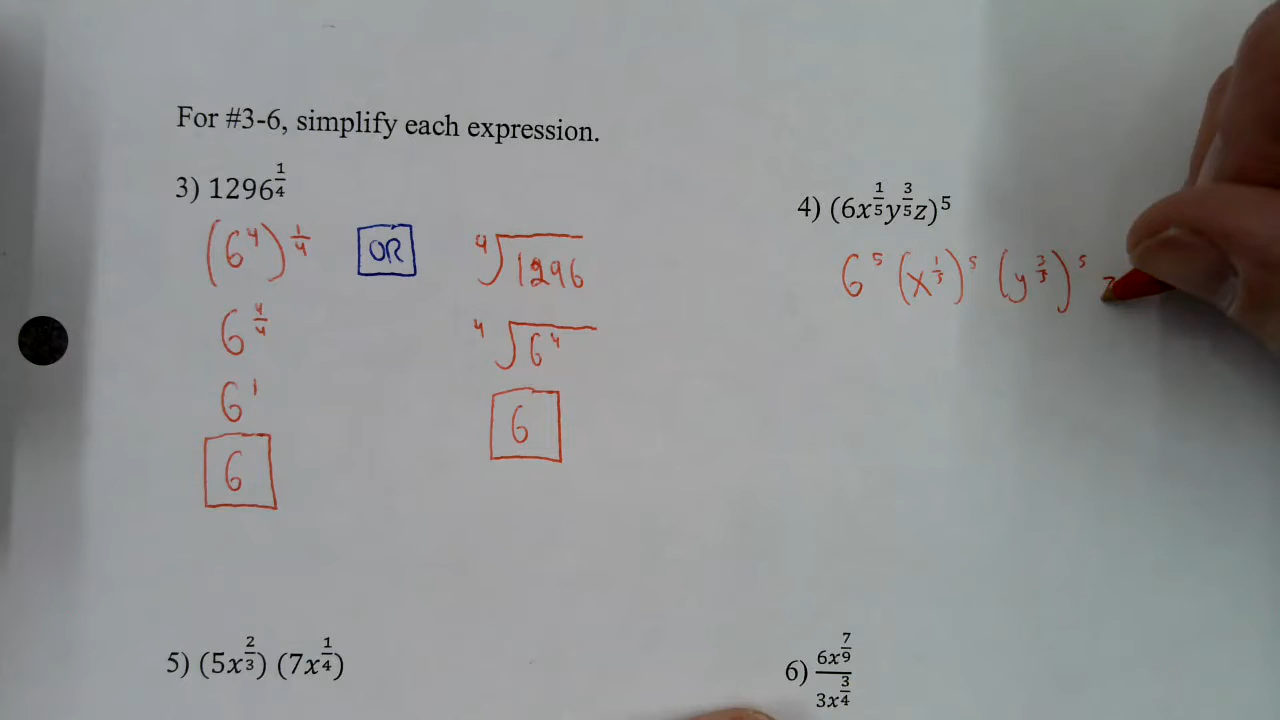 For #3-6, simplify each expression.
3) 1296^(1/4)
(6^4)^(1/4) OR ∜1296
6^(4/4) ∜6^4
6^1
6
6
4) (6x^(1/5)y^(3/5)z)^5
6^5 (x^(1/5))^5 (y^(3/5))^5
5) (5x^(2/3)) (7x^(1/4))
6) 6x^(7/9) / 3x^(3/4)